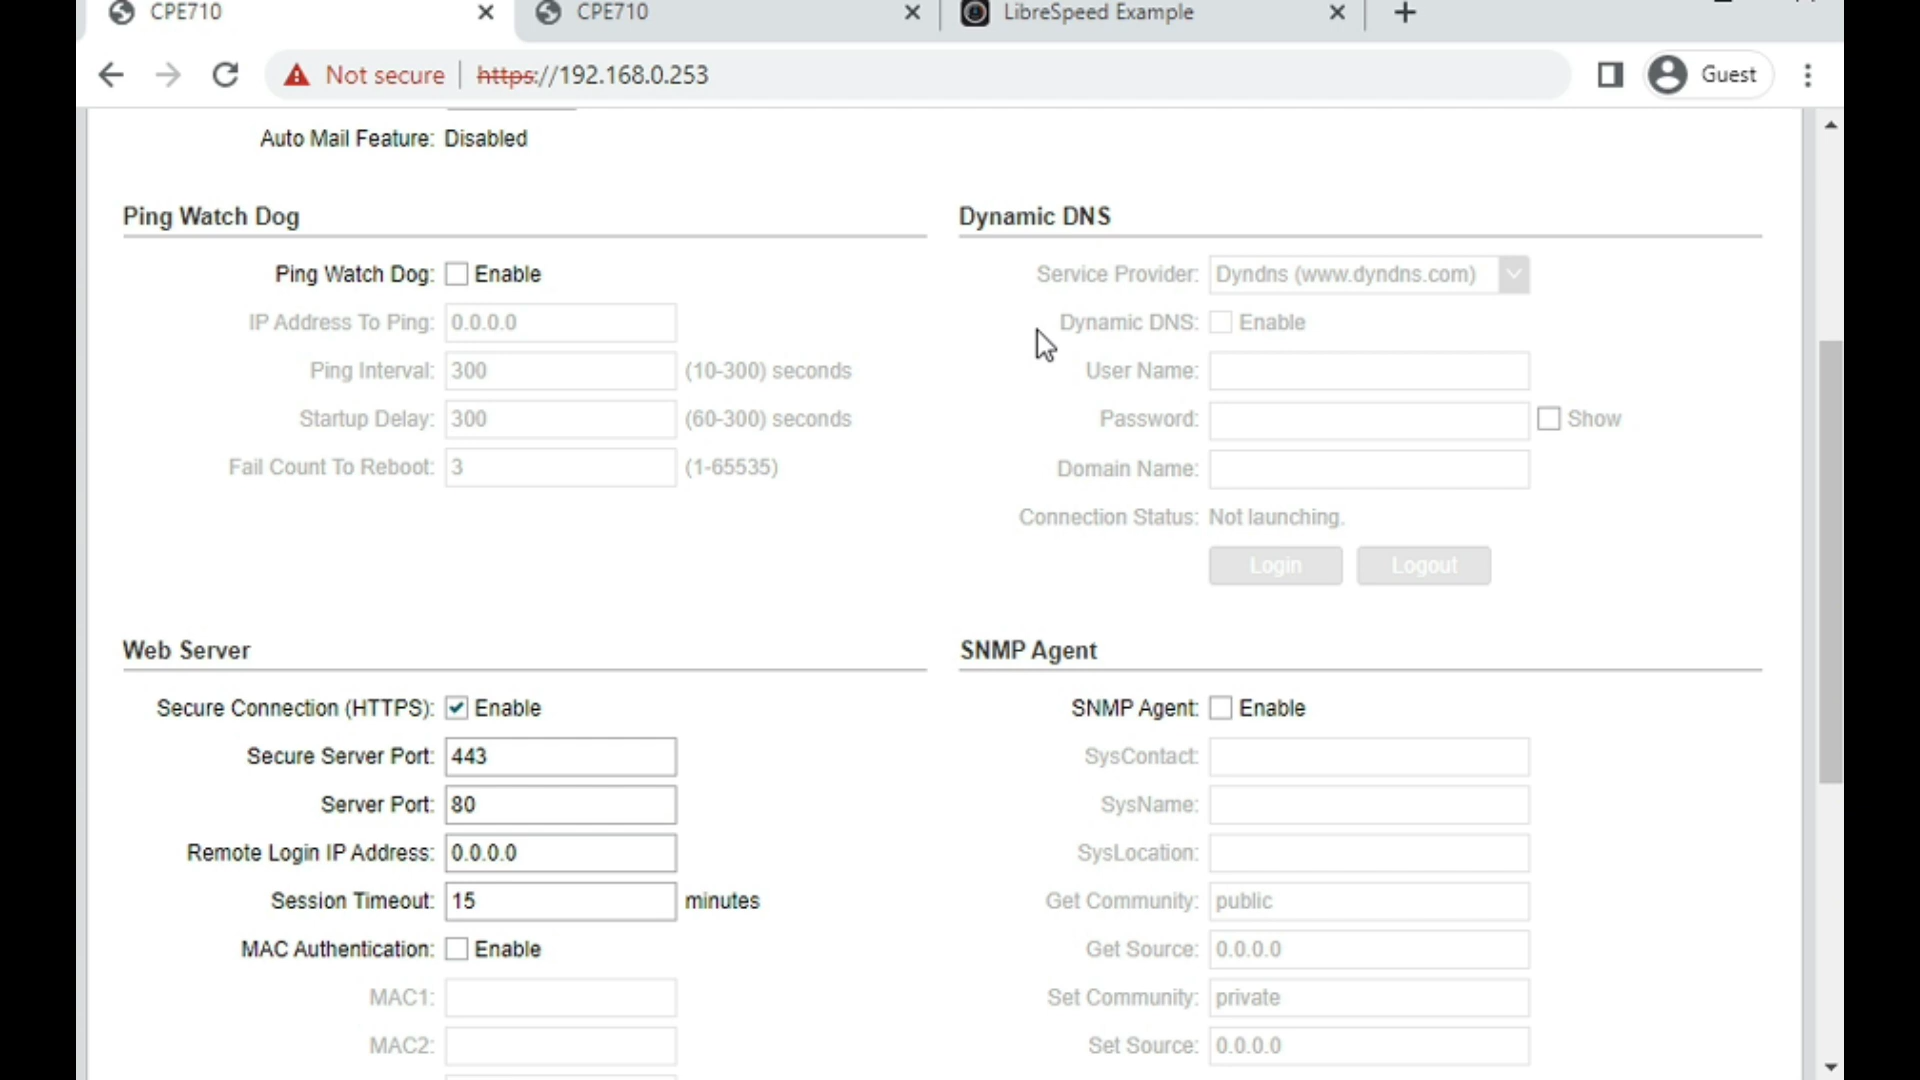 CPE710
CPE710
LibreSpeed Example
Not secure
https://192.168.0.253
Guest
Auto Mail Feature: Disabled
Ping Watch Dog
Ping Watch Dog: Enable
IP Address To Ping: 0.0.0.0
Ping Interval: 300 (10-300) seconds
Startup Delay: 300 (60-300) seconds
Fail Count To Reboot: 3 (1-65535)
Dynamic DNS
Service Provider: Dyndns (www.dyndns.com)
Dynamic DNS: Enable
User Name:
Password: Show
Domain Name:
Connection Status: Not launching.
Login Logout
Web Server
Secure Connection (HTTPS): Enable
Secure Server Port: 443
Server Port: 80
Remote Login IP Address: 0.0.0.0
Session Timeout: 15 minutes
MAC Authentication: Enable
MAC1:
MAC2:
SNMP Agent
SNMP Agent: Enable
SysContact:
SysName:
SysLocation:
Get Community: public
Get Source: 0.0.0.0
Set Community: private
Set Source: 0.0.0.0